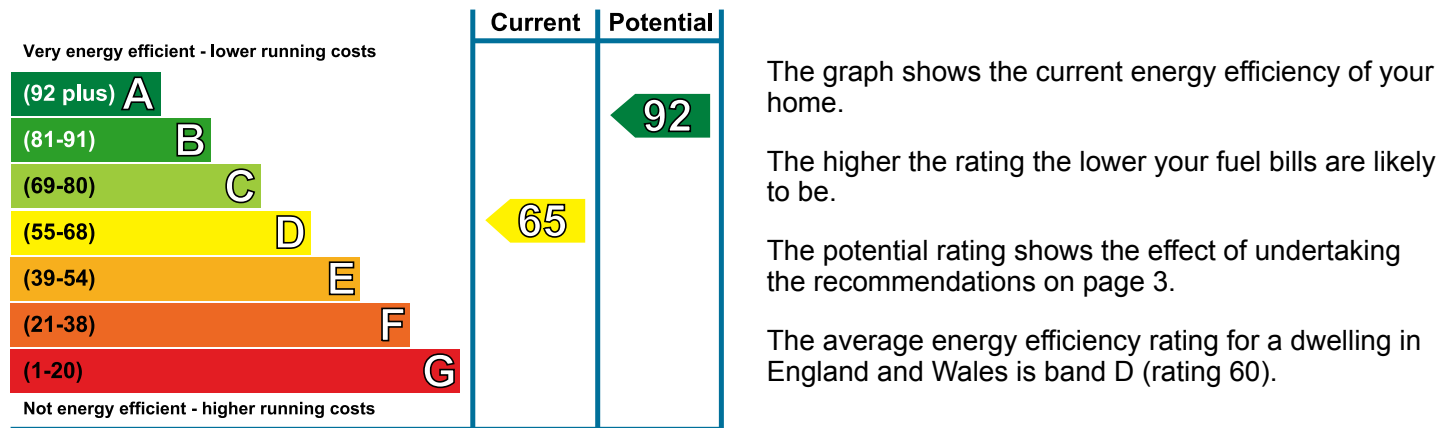 Current Potential
Very energy efficient - lower running costs
(92 plus) A
92
(81-91) B
(69-80) C
(55-68) D
65
(39-54) E
(21-38) F
(1-20) G
Not energy efficient - higher running costs
The graph shows the current energy efficiency of your
home.
The higher the rating the lower your fuel bills are likely
to be.
The potential rating shows the effect of undertaking
the recommendations on page 3.
The average energy efficiency rating for a dwelling in
England and Wales is band D (rating 60).